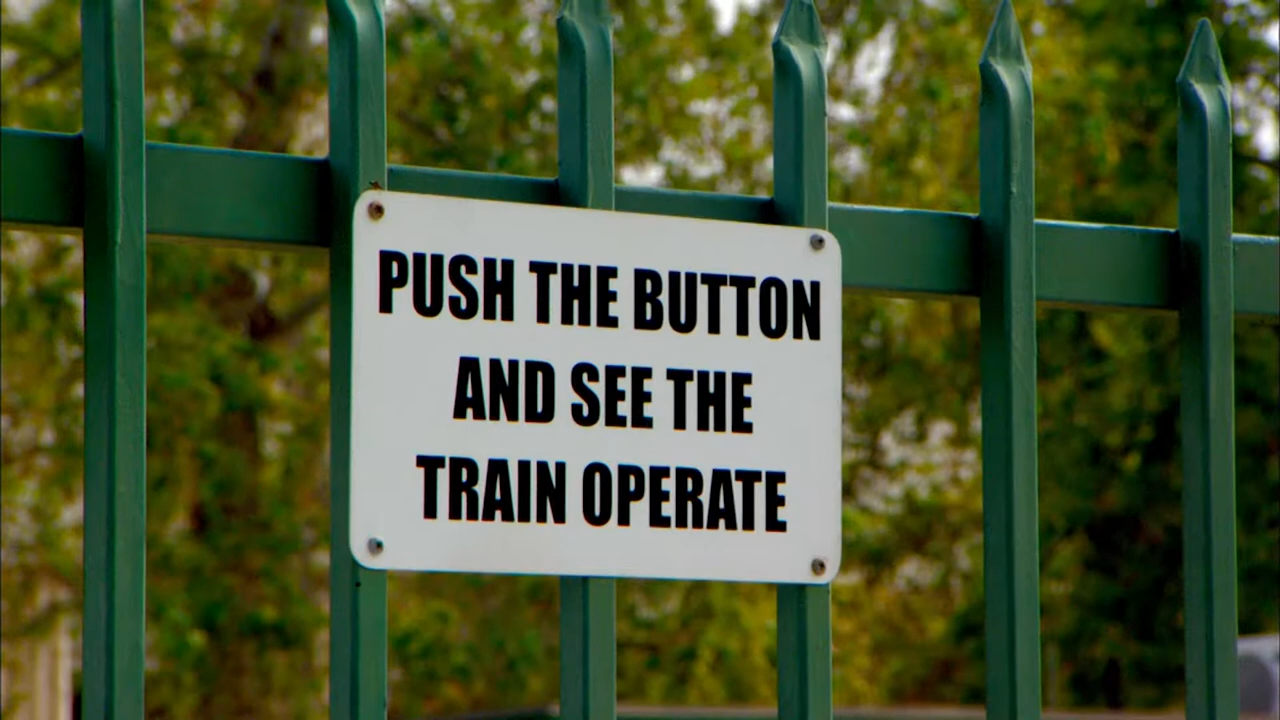 PUSH THE BUTTON
AND SEE THE
TRAIN OPERATE